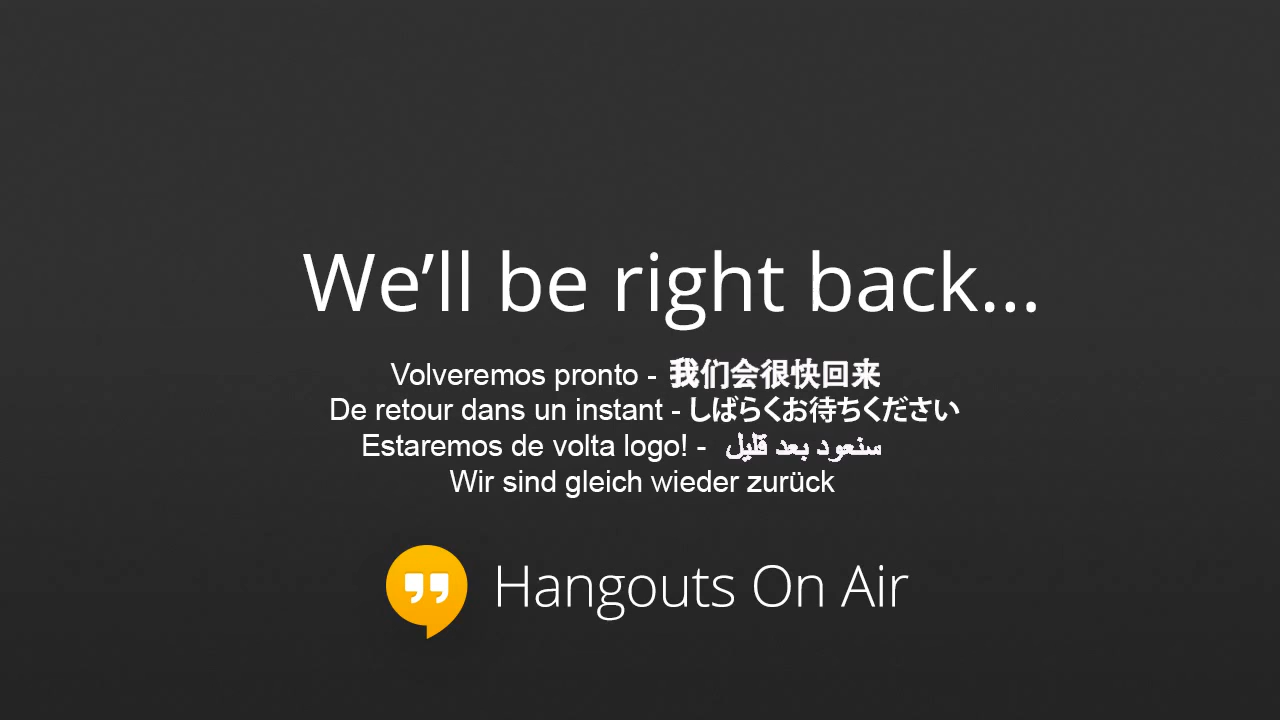 We’ll be right back...
Volveremos pronto - 我们会很快回来
De retour dans un instant - しばらくお待ちください
Estaremos de volta logo! - سنعود بعد قليل
Wir sind gleich wieder zurück
Hangouts On Air